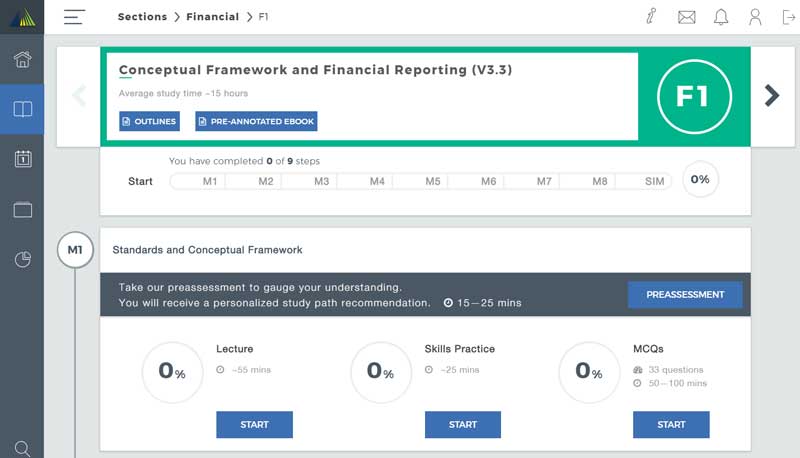 Sections > Financial > F1
Conceptual Framework and Financial Reporting (V3.3)
Average study time ~15 hours
OUTLINES
PRE-ANNOTATED EBOOK
F1
You have completed 0 of 9 steps
Start M1 M2 M3 M4 M5 M6 M7 M8 SIM 0%
M1
Standards and Conceptual Framework
Take our preassessment to gauge your understanding.
You will receive a personalized study path recommendation. 15—25 mins
PREASSESSMENT
0%
Lecture
~55 mins
START
0%
Skills Practice
~25 mins
START
0%
MCQs
33 questions
50—100 mins
START
1